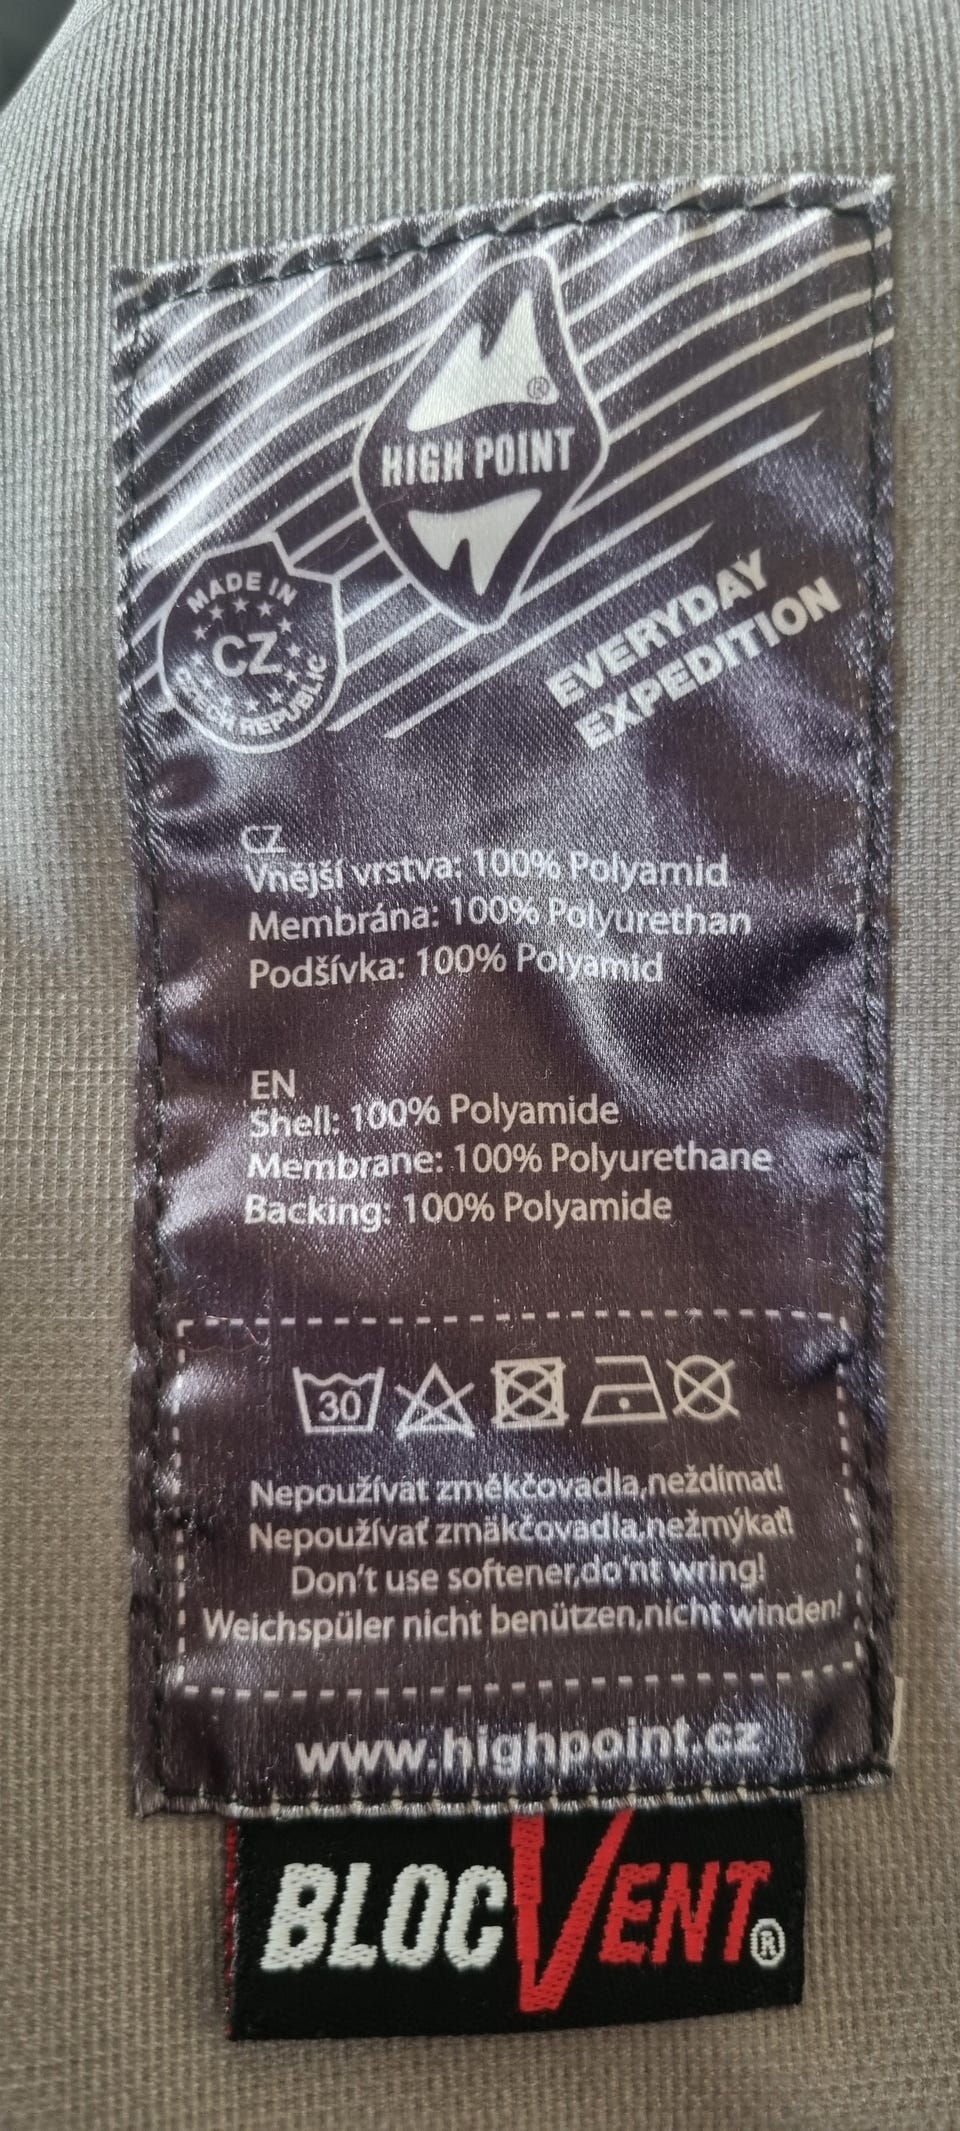 ®
HIGH POINT
MADE IN
CZ
CZECH REPUBLIC
EVERYDAY
EXPEDITION
CZ
Vnější vrstva: 100% Polyamid
Membrána: 100% Polyurethan
Podšívka: 100% Polyamid
EN
Shell: 100% Polyamide
Membrane: 100% Polyurethane
Backing: 100% Polyamide
30
Nepoužívat změkčovadla,neždímat!
Nepoužívať zmäkčovadla,nežmýkať!
Don't use softener,do'nt wring!
Weichspüler nicht benützen,nicht winden!
www.highpoint.cz
BLOCVENT®